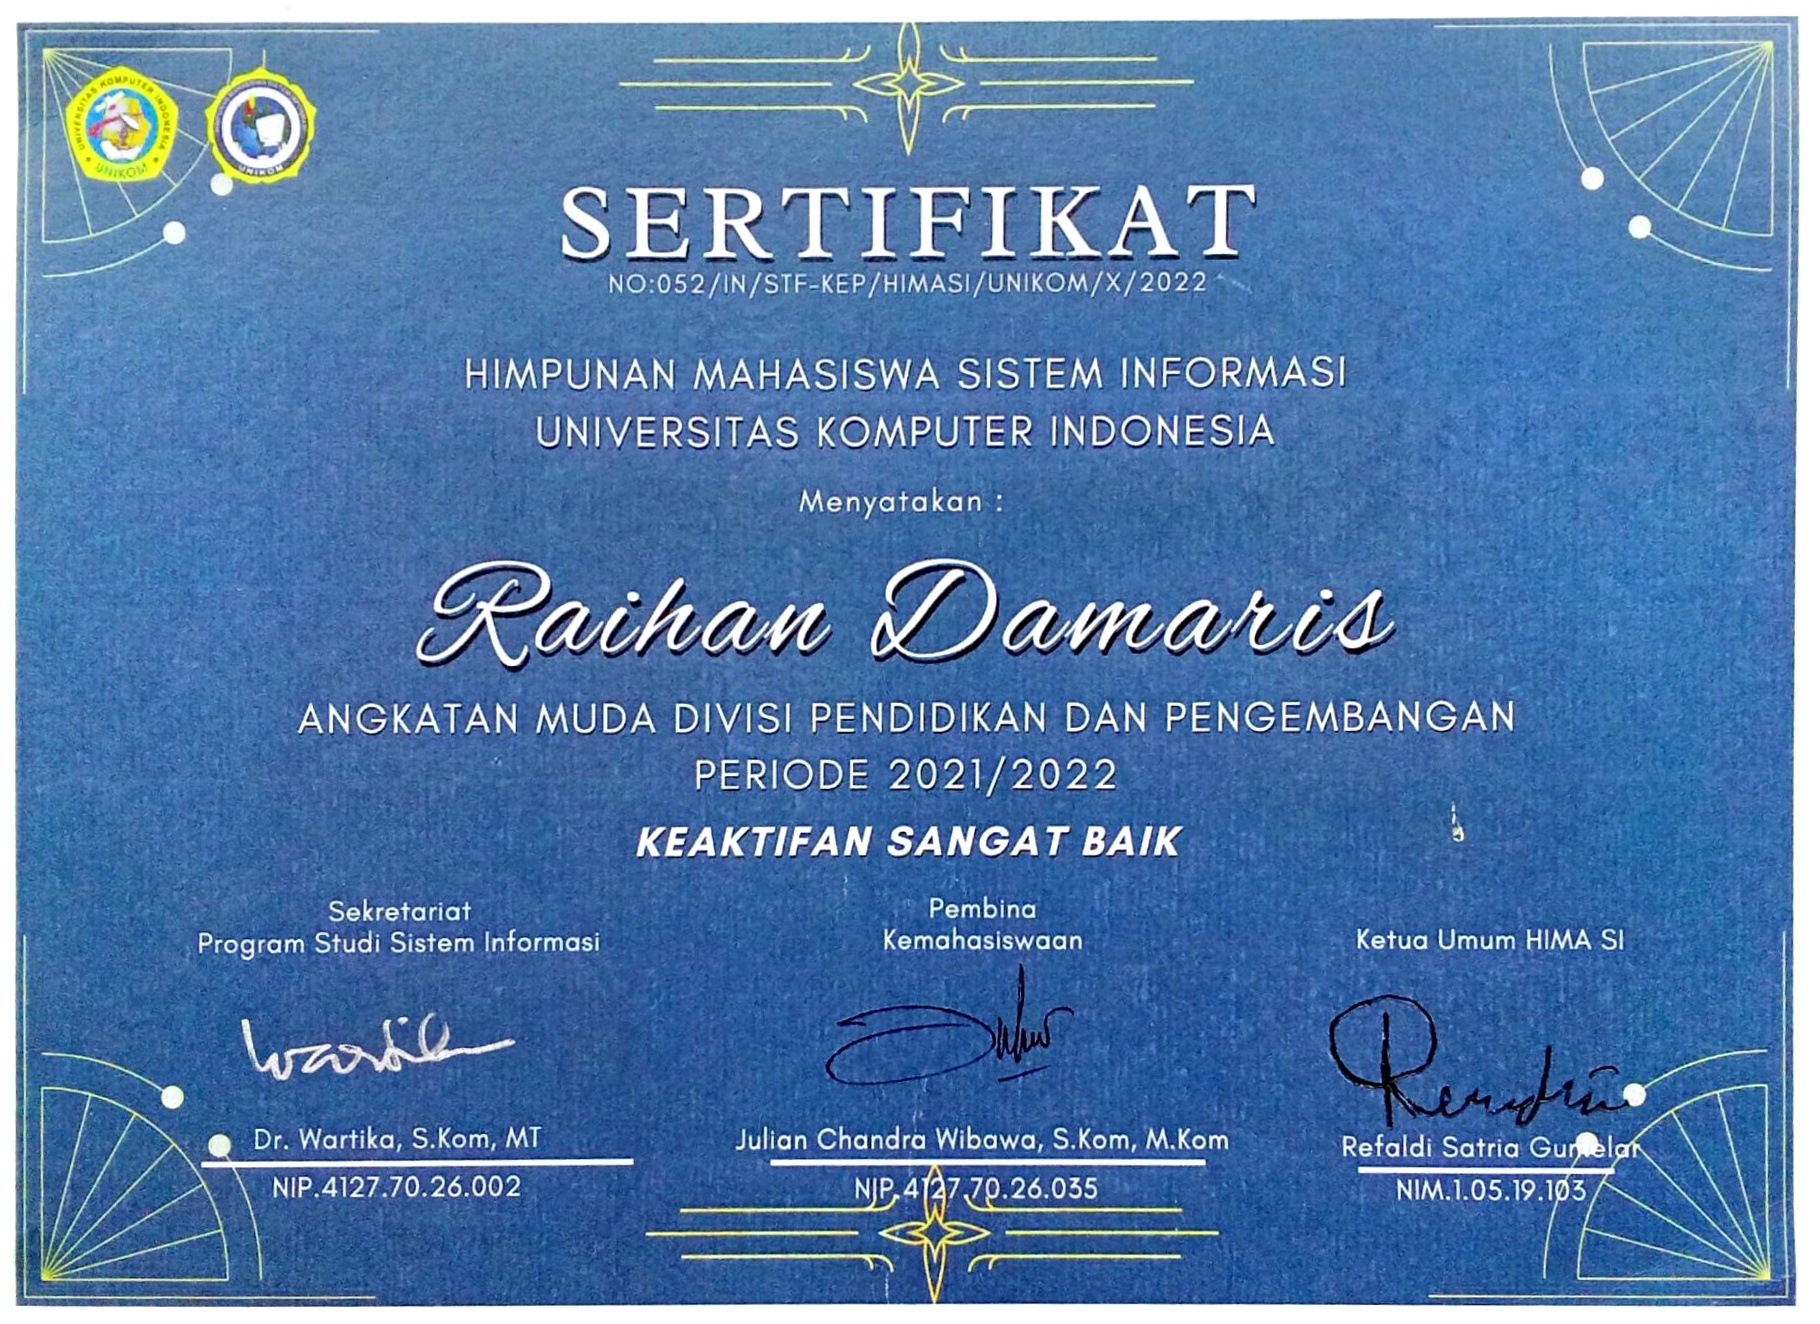 UNIVERSITAS KOMPUTER INDONESIA
UNIKOM
UNIKOM
SERTIFIKAT
NO:052/IN/STF-KEP/HIMASI/UNIKOM/X/2022
HIMPUNAN MAHASISWA SISTEM INFORMASI
UNIVERSITAS KOMPUTER INDONESIA
Menyatakan :
Raihan Damaris
ANGKATAN MUDA DIVISI PENDIDIKAN DAN PENGEMBANGAN
PERIODE 2021/2022
KEAKTIFAN SANGAT BAIK
Sekretariat
Program Studi Sistem Informasi
Pembina
Kemahasiswaan
Ketua Umum HIMA SI
Dr. Wartika, S.Kom, MT
NIP.4127.70.26.002
Julian Chandra Wibawa, S.Kom, M.Kom
NIP.4127.70.26.035
Refaldi Satria Gumelar
NIM.1.05.19.103